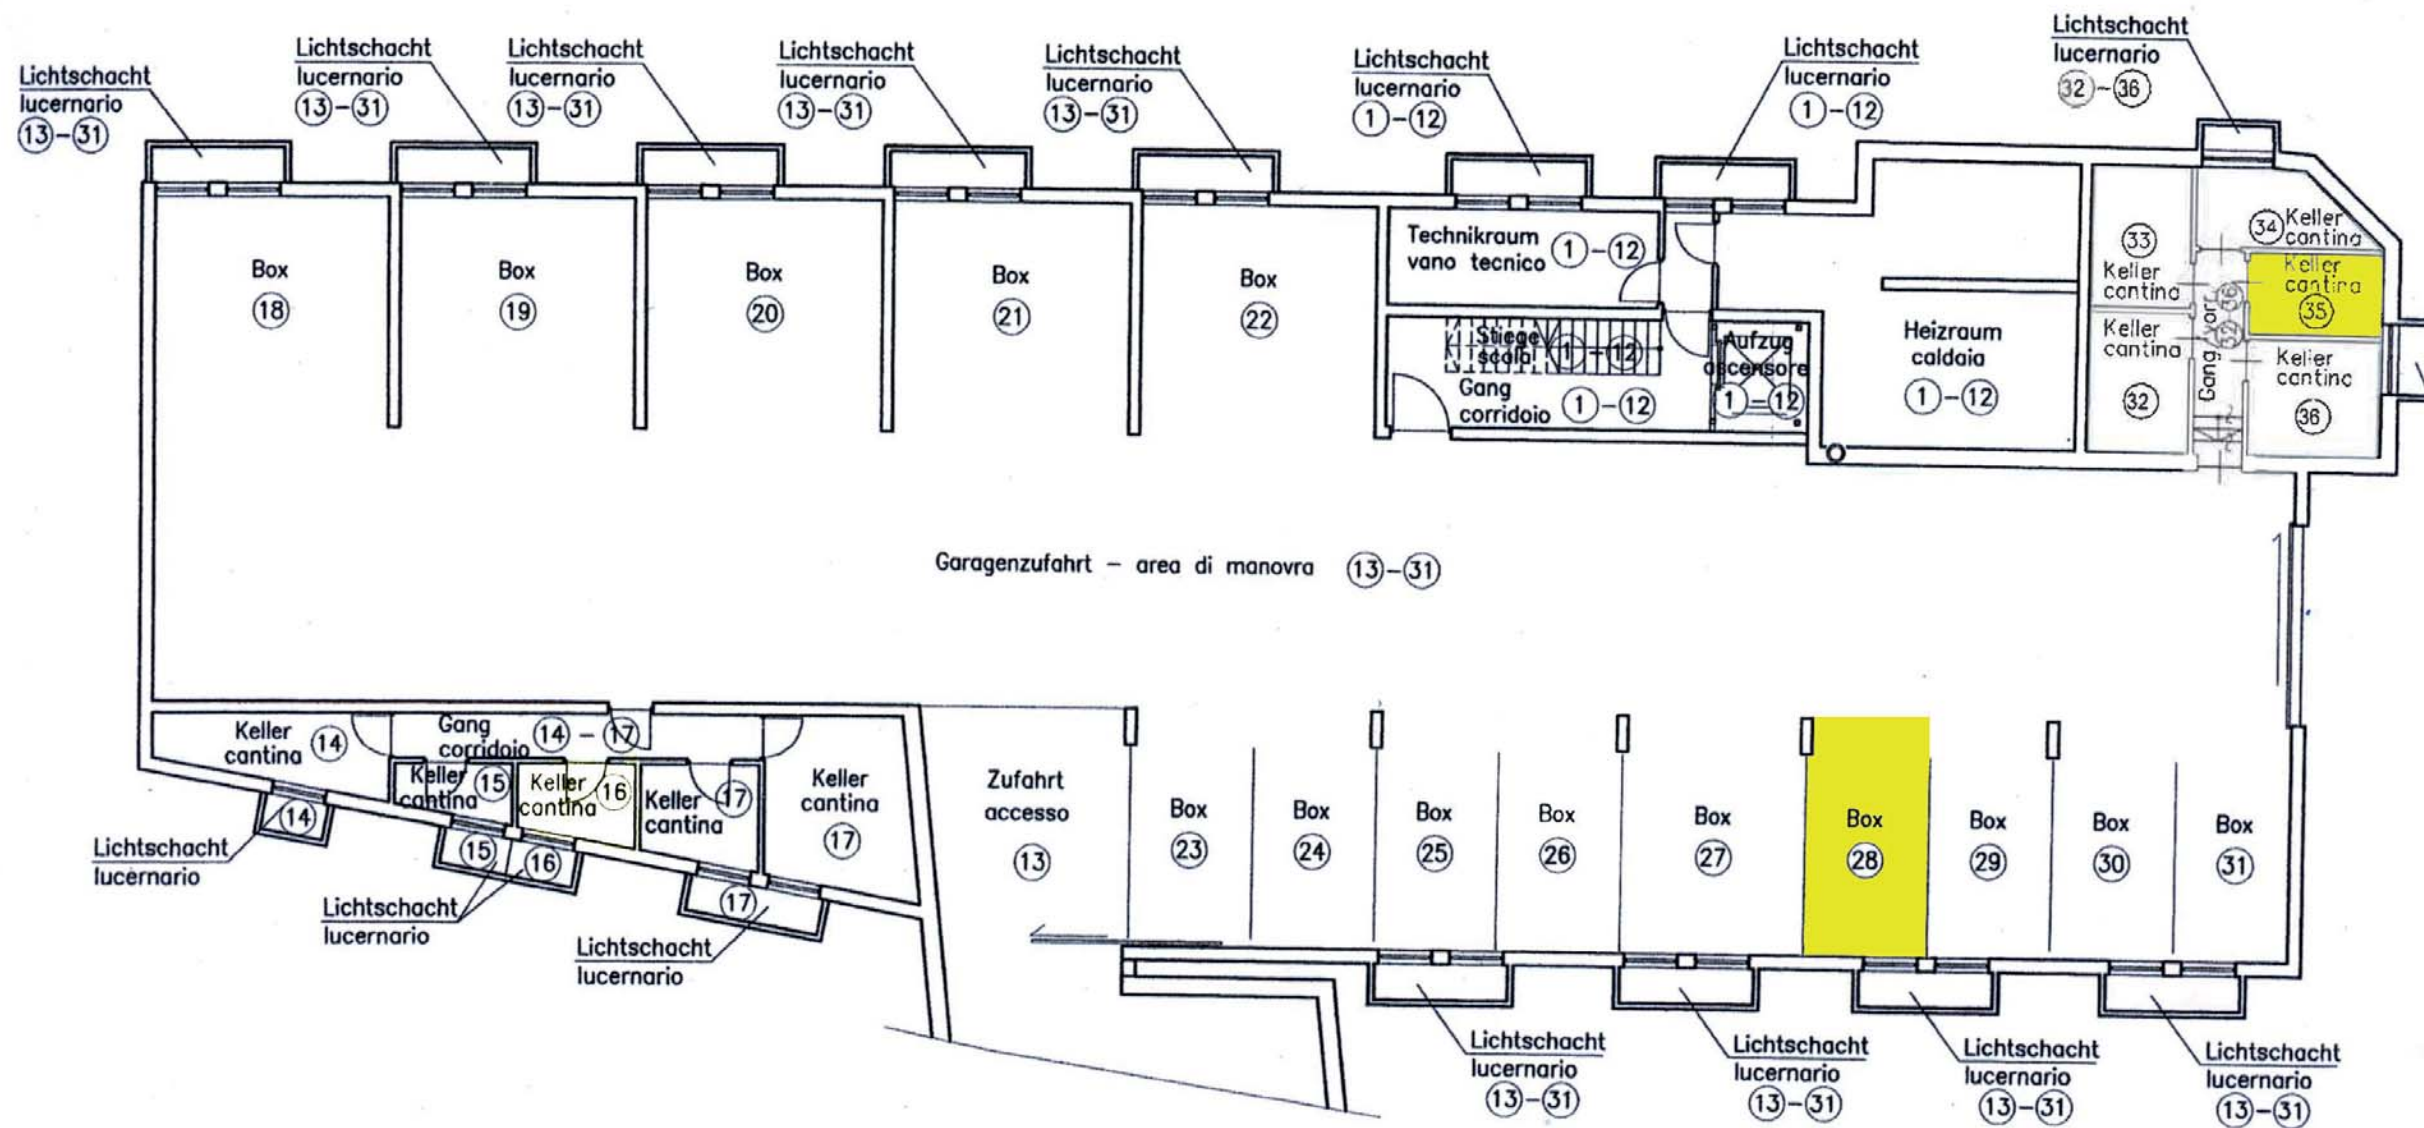 Lichtschacht
lucernario
13-31
Lichtschacht
lucernario
13-31
Lichtschacht
lucernario
13-31
Lichtschacht
lucernario
13-31
Lichtschacht
lucernario
13-31
Lichtschacht
lucernario
1-12
Lichtschacht
lucernario
1-12
Lichtschacht
lucernario
32-36
Box
18
Box
19
Box
20
Box
21
Box
22
Technikraum 1-12
vano tecnico
Stiege
scala 1-12
Gang
corridoio 1-12
Aufzug
ascensore
1-12
Heizraum
caldaia
1-12
33
Keller
cantina
Keller
cantina
32
34 Keller
cantina
Keller
cantina
35
Keller
cantina
36
32-36
Garagenzufahrt - area di manovra 13-31
Keller
cantina 14
Gang
corridoio 14-17
Keller
cantina 15
Keller
cantina 16
Keller
cantina 17
Keller
cantina
17
14
Lichtschacht
lucernario
15
16
Lichtschacht
lucernario
17
Lichtschacht
lucernario
Zufahrt
accesso
13
Box
23
Box
24
Box
25
Box
26
Box
27
Box
28
Box
29
Box
30
Box
31
Lichtschacht
lucernario
13-31
Lichtschacht
lucernario
13-31
Lichtschacht
lucernario
13-31
Lichtschacht
lucernario
13-31